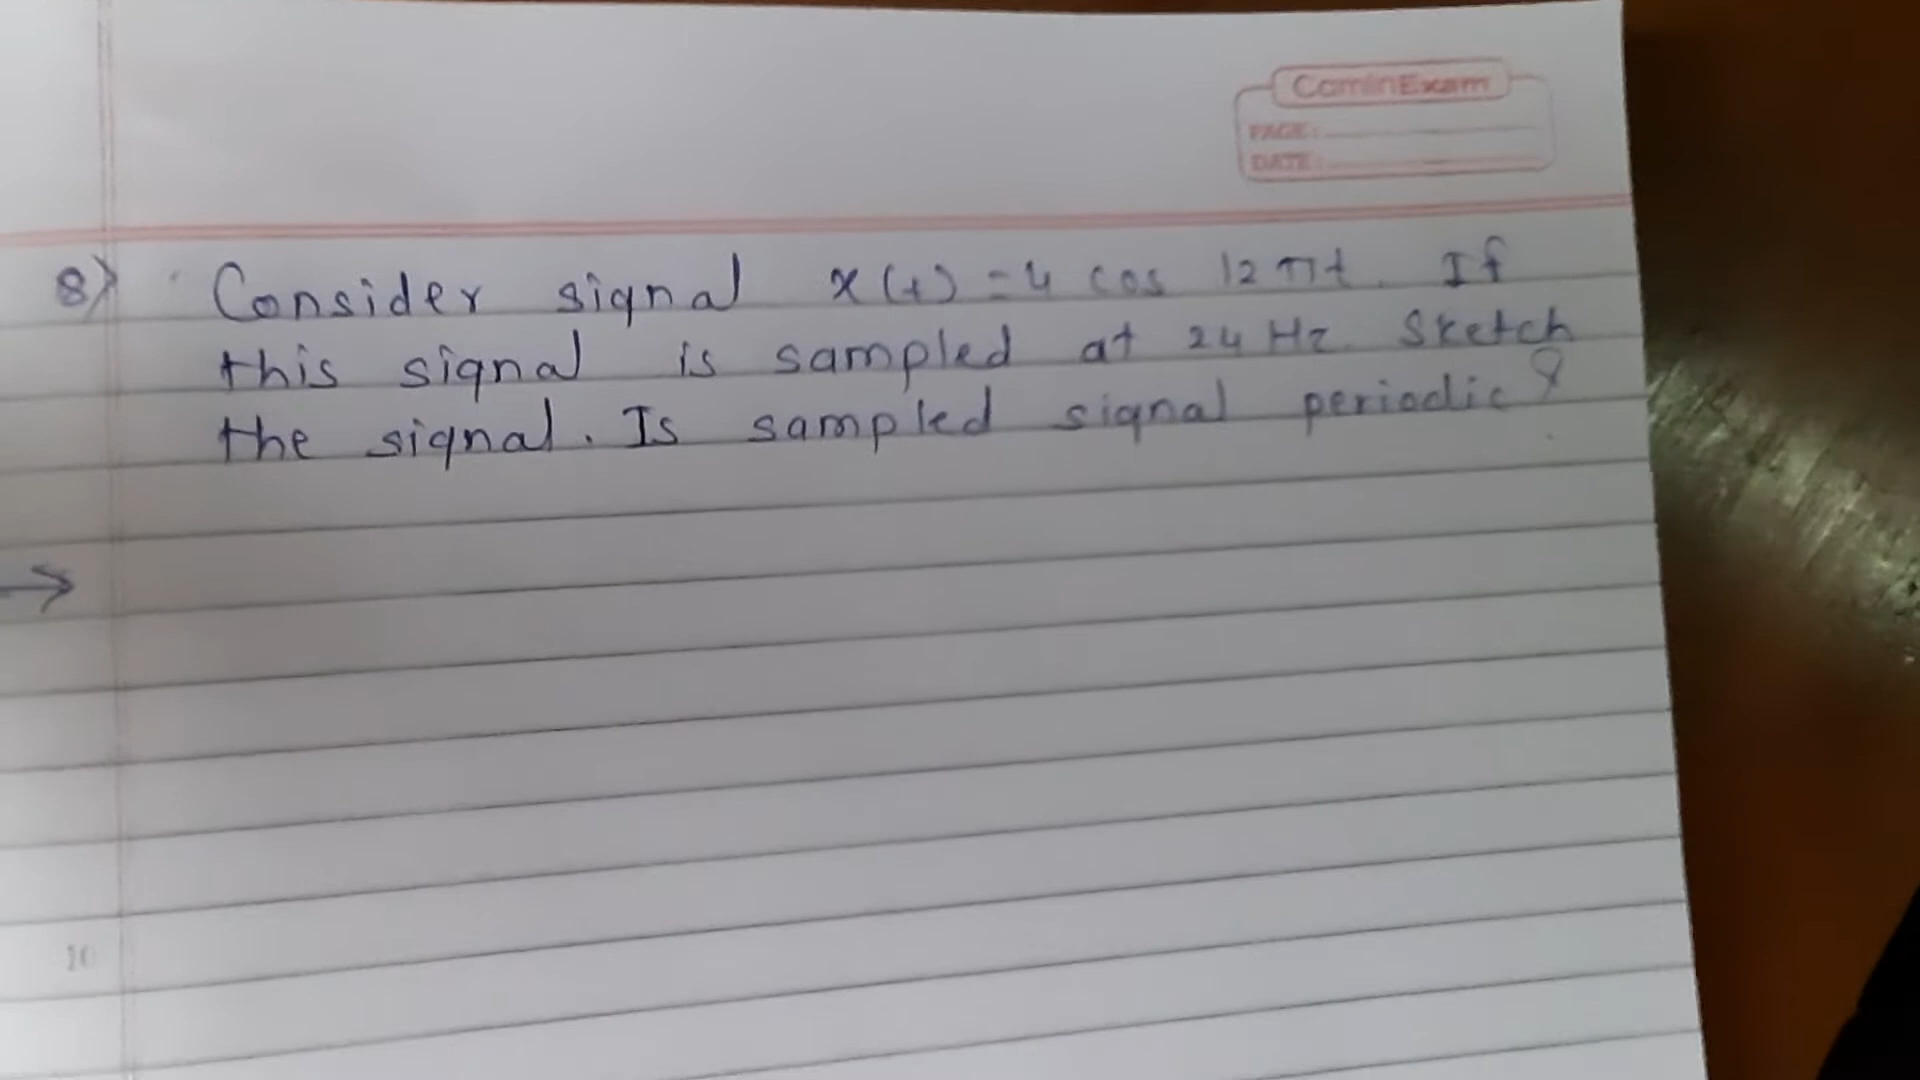 CamlinExam
PAGE:
DATE:
8) Consider signal x(t) = 4 cos 12πt. If
this signal is sampled at 24 Hz. Sketch
the signal. Is sampled signal periodic?
→
10